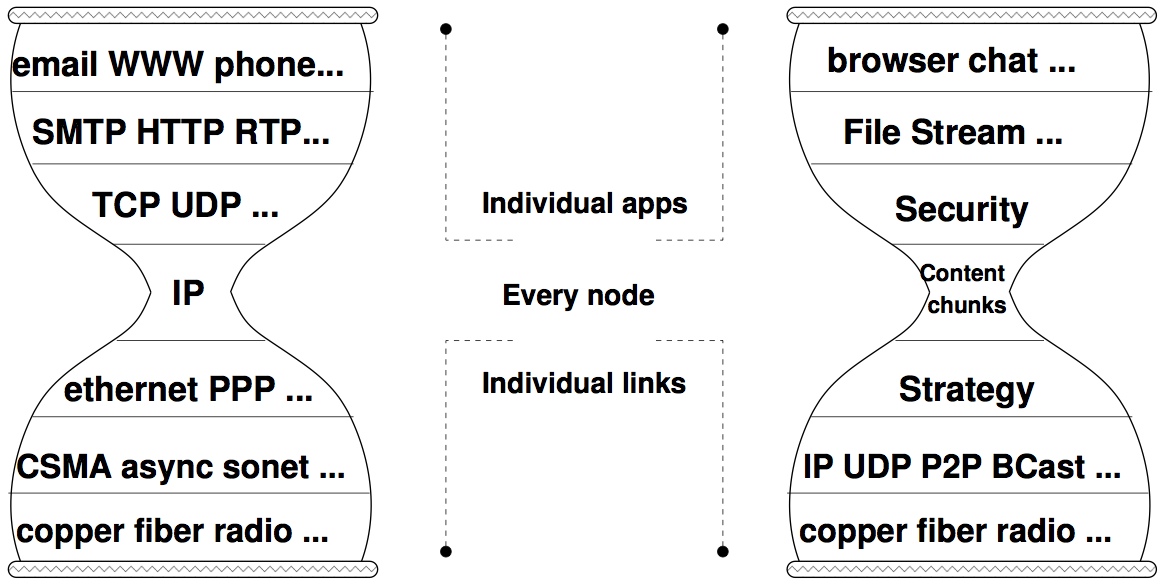 email WWW phone...
SMTP HTTP RTP...
TCP UDP ...
IP
ethernet PPP ...
CSMA async sonet ...
copper fiber radio ...
Individual apps
Every node
Individual links
browser chat ...
File Stream ...
Security
Content
chunks
Strategy
IP UDP P2P BCast ...
copper fiber radio ...